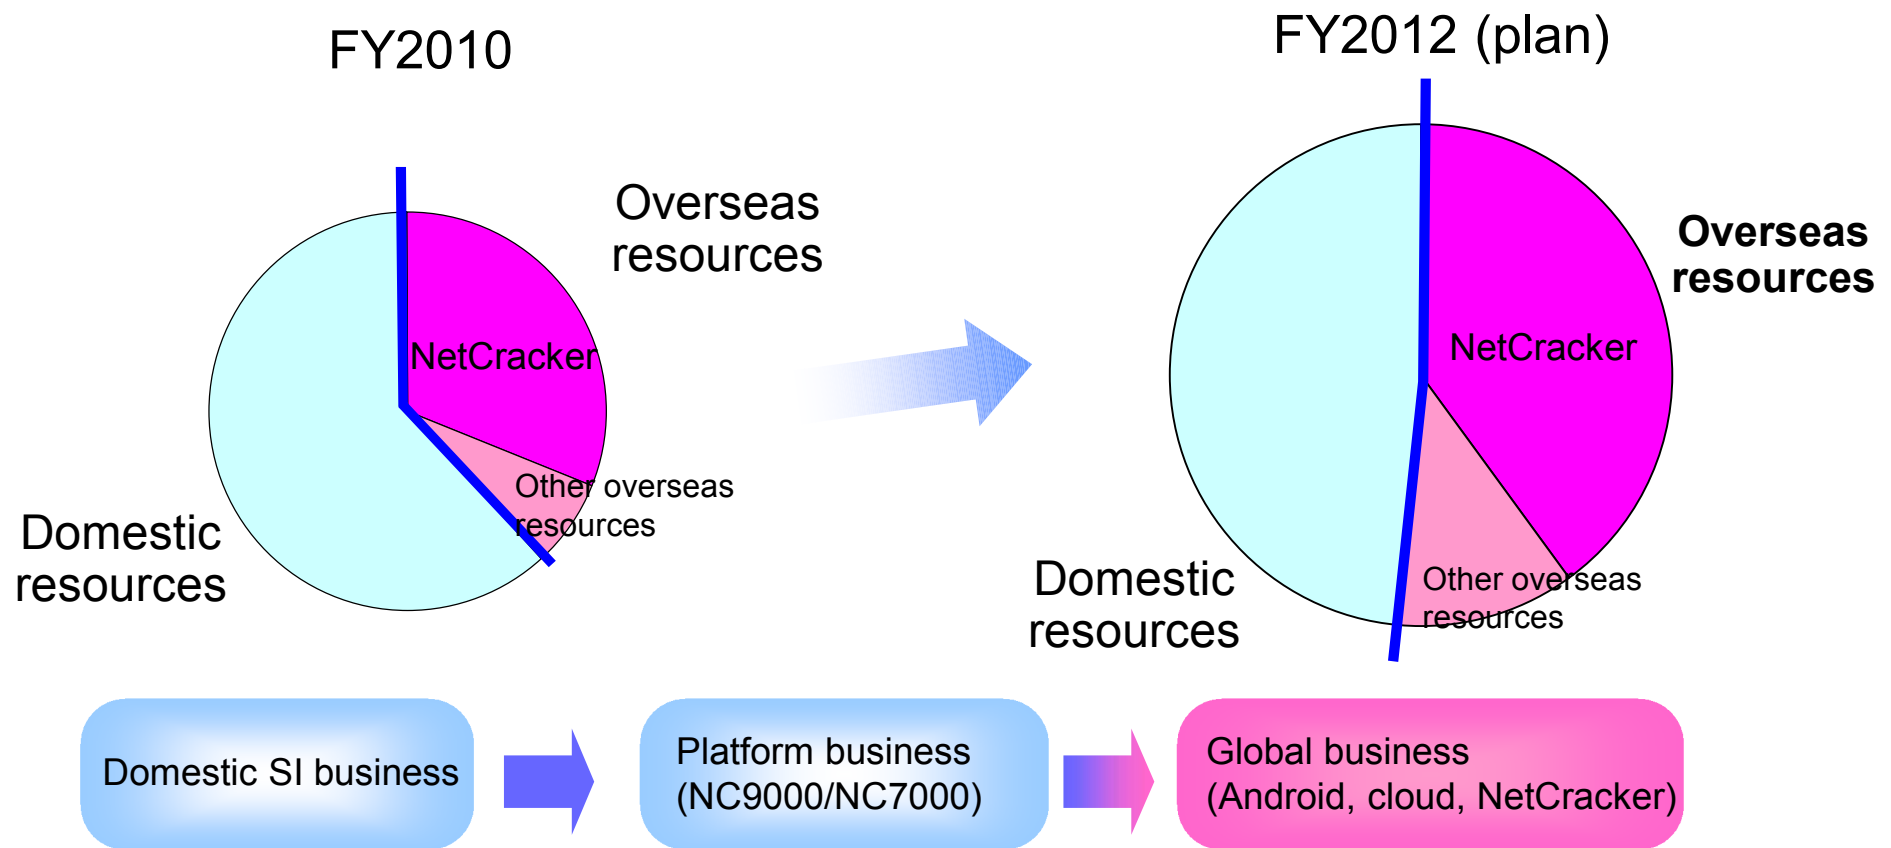 FY2010
FY2012 (plan)
Overseas
resources
NetCracker
Other overseas
resources
Domestic
resources
Overseas
resources
NetCracker
Other overseas
resources
Domestic
resources
Domestic SI business
Platform business
(NC9000/NC7000)
Global business
(Android, cloud, NetCracker)